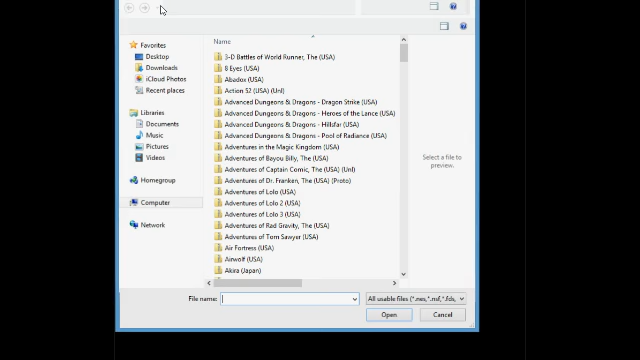 Favorites
Desktop
Downloads
iCloud Photos
Recent places
Libraries
Documents
Music
Pictures
Videos
Homegroup
Computer
Network
Name
3-D Battles of World Runner, The (USA)
8 Eyes (USA)
Abadox (USA)
Action 52 (USA) (Unl)
Advanced Dungeons & Dragons - Dragon Strike (USA)
Advanced Dungeons & Dragons - Heroes of the Lance (USA)
Advanced Dungeons & Dragons - Hillsfar (USA)
Advanced Dungeons & Dragons - Pool of Radiance (USA)
Adventures in the Magic Kingdom (USA)
Adventures of Bayou Billy, The (USA)
Adventures of Captain Comic, The (USA) (Unl)
Adventures of Dr. Franken, The (USA) (Proto)
Adventures of Lolo (USA)
Adventures of Lolo 2 (USA)
Adventures of Lolo 3 (USA)
Adventures of Rad Gravity, The (USA)
Adventures of Tom Sawyer (USA)
Air Fortress (USA)
Airwolf (USA)
Akira (Japan)
Select a file to
preview.
File name:
All usable files (*.nes,*.nsf,*.fds,
Open
Cancel